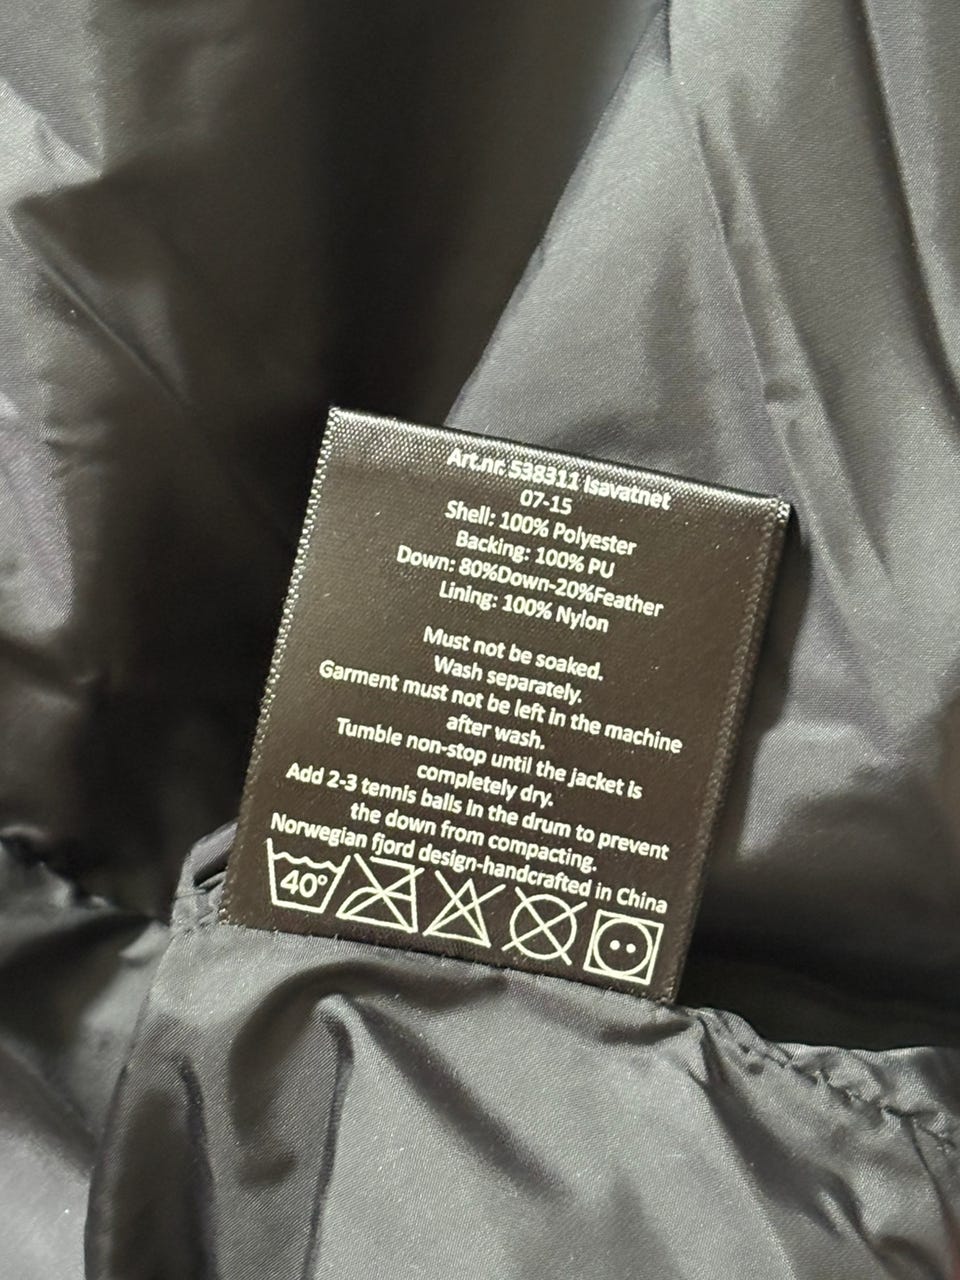 Art.nr. 538311 Isavatnet
07-15
Shell: 100% Polyester
Backing: 100% PU
Down: 80%Down-20%Feather
Lining: 100% Nylon
Must not be soaked.
Wash separately.
Garment must not be left in the machine
after wash.
Tumble non-stop until the jacket is
completely dry.
Add 2-3 tennis balls in the drum to prevent
the down from compacting.
Norwegian fjord design-handcrafted in China
40°